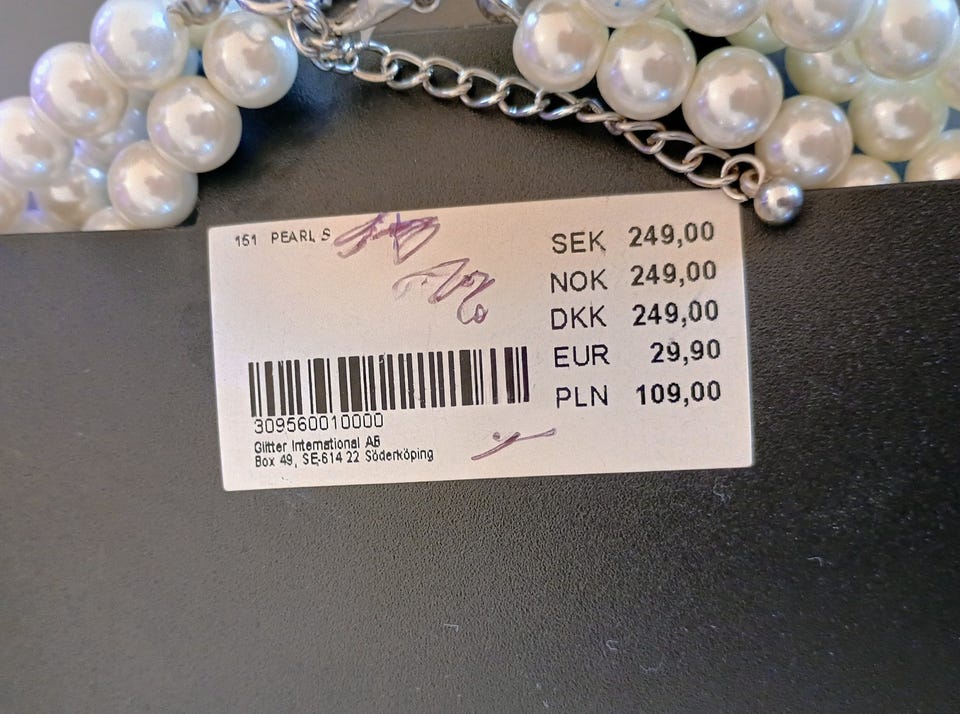 151 PEARL S
SEK 249,00
NOK 249,00
DKK 249,00
EUR 29,90
PLN 109,00
309560010000
Glitter International AB
Box 49, SE-614 22 Söderköping